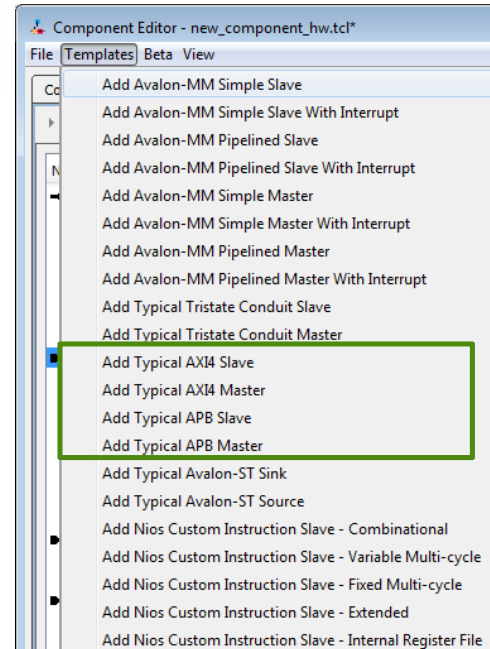 Component Editor - new_component_hw.tcl*
File Templates Beta View
Add Avalon-MM Simple Slave
Add Avalon-MM Simple Slave With Interrupt
Add Avalon-MM Pipelined Slave
Add Avalon-MM Pipelined Slave With Interrupt
Add Avalon-MM Simple Master
Add Avalon-MM Simple Master With Interrupt
Add Avalon-MM Pipelined Master
Add Avalon-MM Pipelined Master With Interrupt
Add Typical Tristate Conduit Slave
Add Typical Tristate Conduit Master
Add Typical AXI4 Slave
Add Typical AXI4 Master
Add Typical APB Slave
Add Typical APB Master
Add Typical Avalon-ST Sink
Add Typical Avalon-ST Source
Add Nios Custom Instruction Slave - Combinational
Add Nios Custom Instruction Slave - Variable Multi-cycle
Add Nios Custom Instruction Slave - Fixed Multi-cycle
Add Nios Custom Instruction Slave - Extended
Add Nios Custom Instruction Slave - Internal Register File